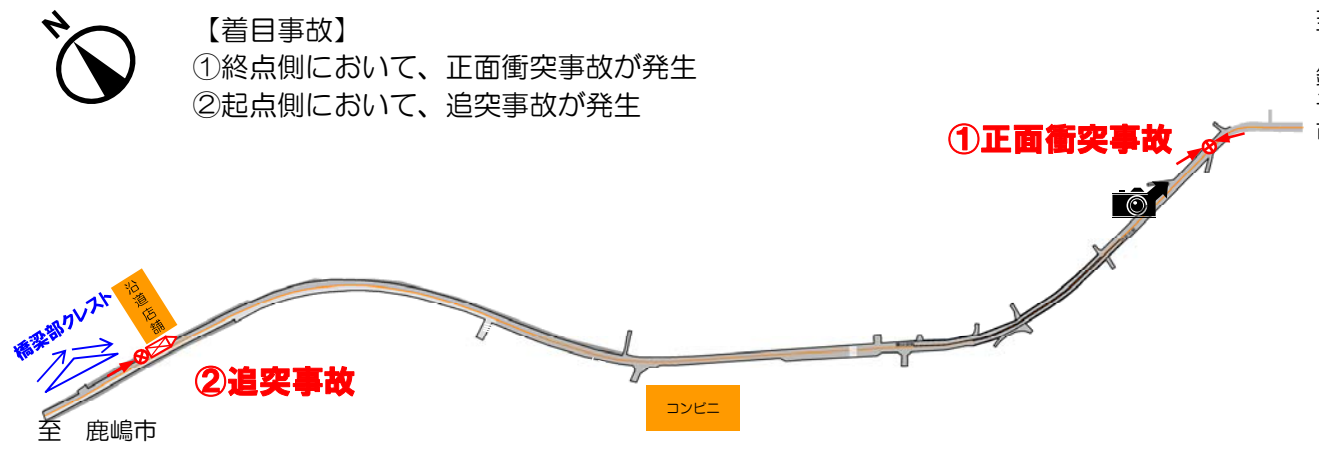 N
【着目事故】
①終点側において、正面衝突事故が発生
②起点側において、追突事故が発生
①正面衝突事故
沿道店舗
橋梁部クレスト
②追突事故
コンビニ
至 鹿嶋市